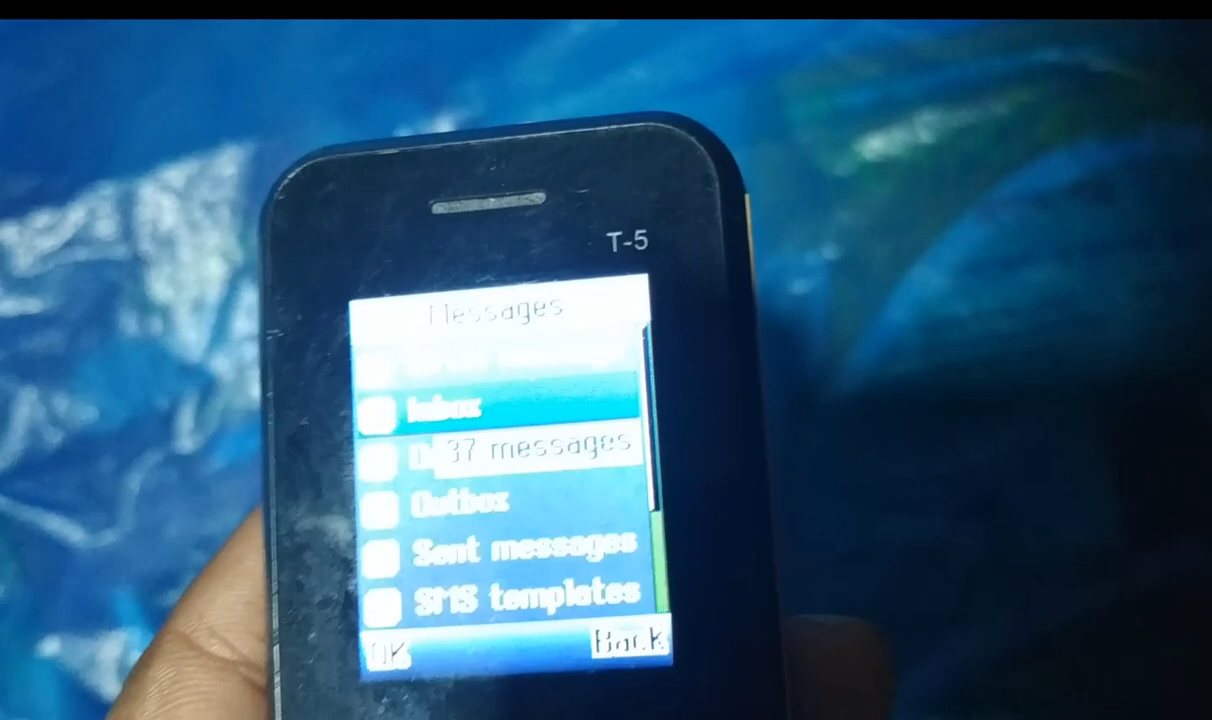 T-5
Messages
Inbox
37 messages
Outbox
Sent messages
SMS templates
OK
Back